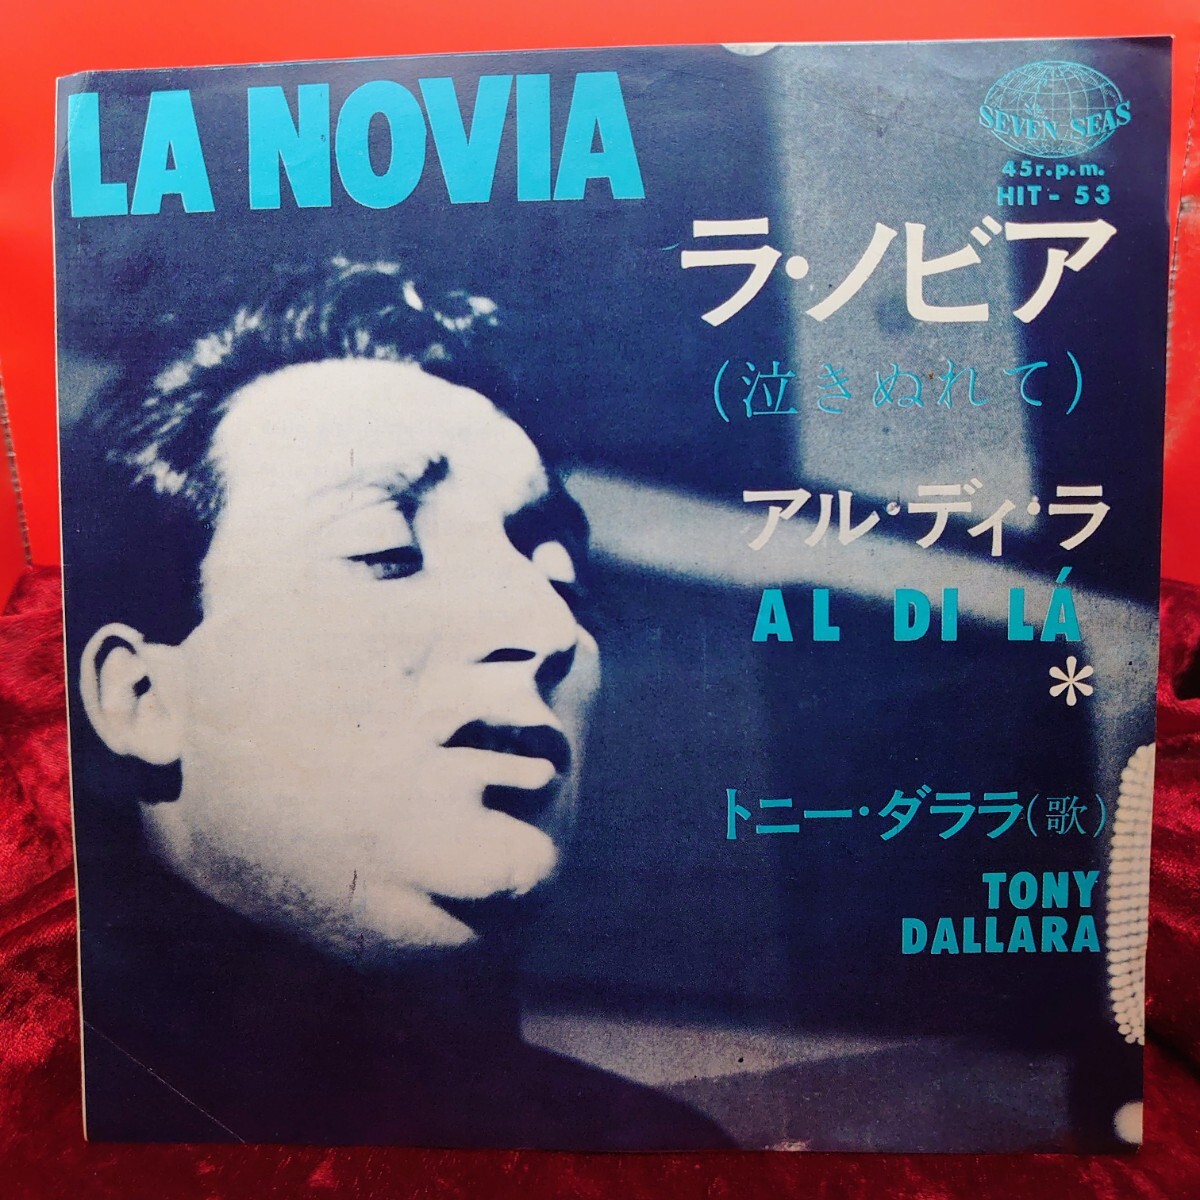 LA NOVIA
SEVEN SEAS
45r.p.m.
HIT-53
ラ・ノビア
(泣きぬれて)
アル・ディ・ラ
AL DI LÁ
*
トニー・ダララ(歌)
TONY
DALLARA